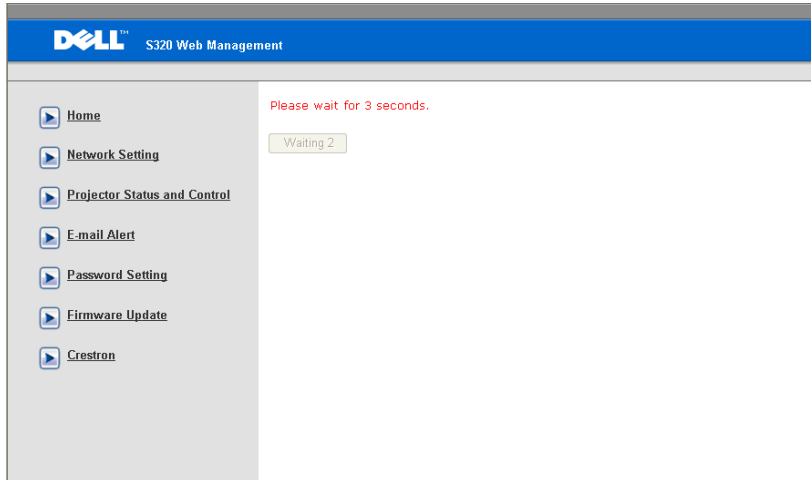 DELL™ S320 Web Management
Home
Network Setting
Projector Status and Control
E-mail Alert
Password Setting
Firmware Update
Crestron
Please wait for 3 seconds.
Waiting 2